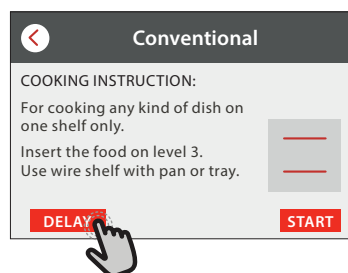 Conventional
COOKING INSTRUCTION:
For cooking any kind of dish on
one shelf only.
Insert the food on level 3.
Use wire shelf with pan or tray.
DELAY
START